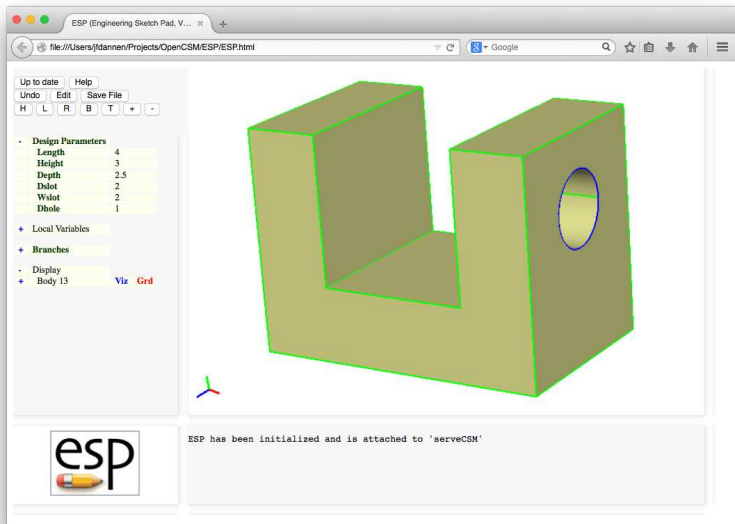 ESP (Engineering Sketch Pad, V...
file:///Users/jfdannen/Projects/OpenCSM/ESP/ESP.html
Google
Up to date Help
Undo Edit Save File
H L R B T + -
- Design Parameters
Length 4
Height 3
Depth 2.5
Dslot 2
Wslot 2
Dhole 1
+ Local Variables
+ Branches
- Display
+ Body 13 Viz Grd
esp
ESP has been initialized and is attached to 'serveCSM'